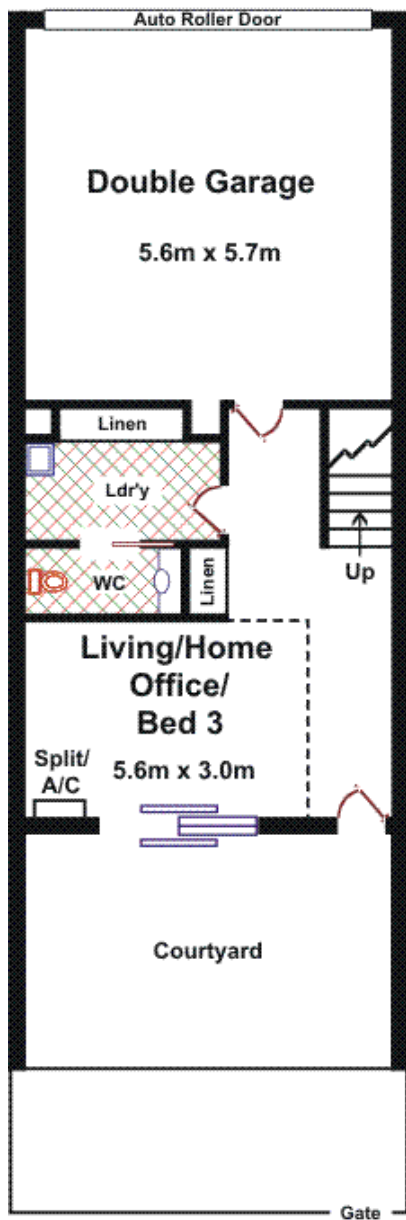 Auto Roller Door
Double Garage
5.6m x 5.7m
Linen
Ldr'y
Up
WC
Linen
Living/Home
Office/
Bed 3
5.6m x 3.0m
Split/
A/C
Courtyard
Gate